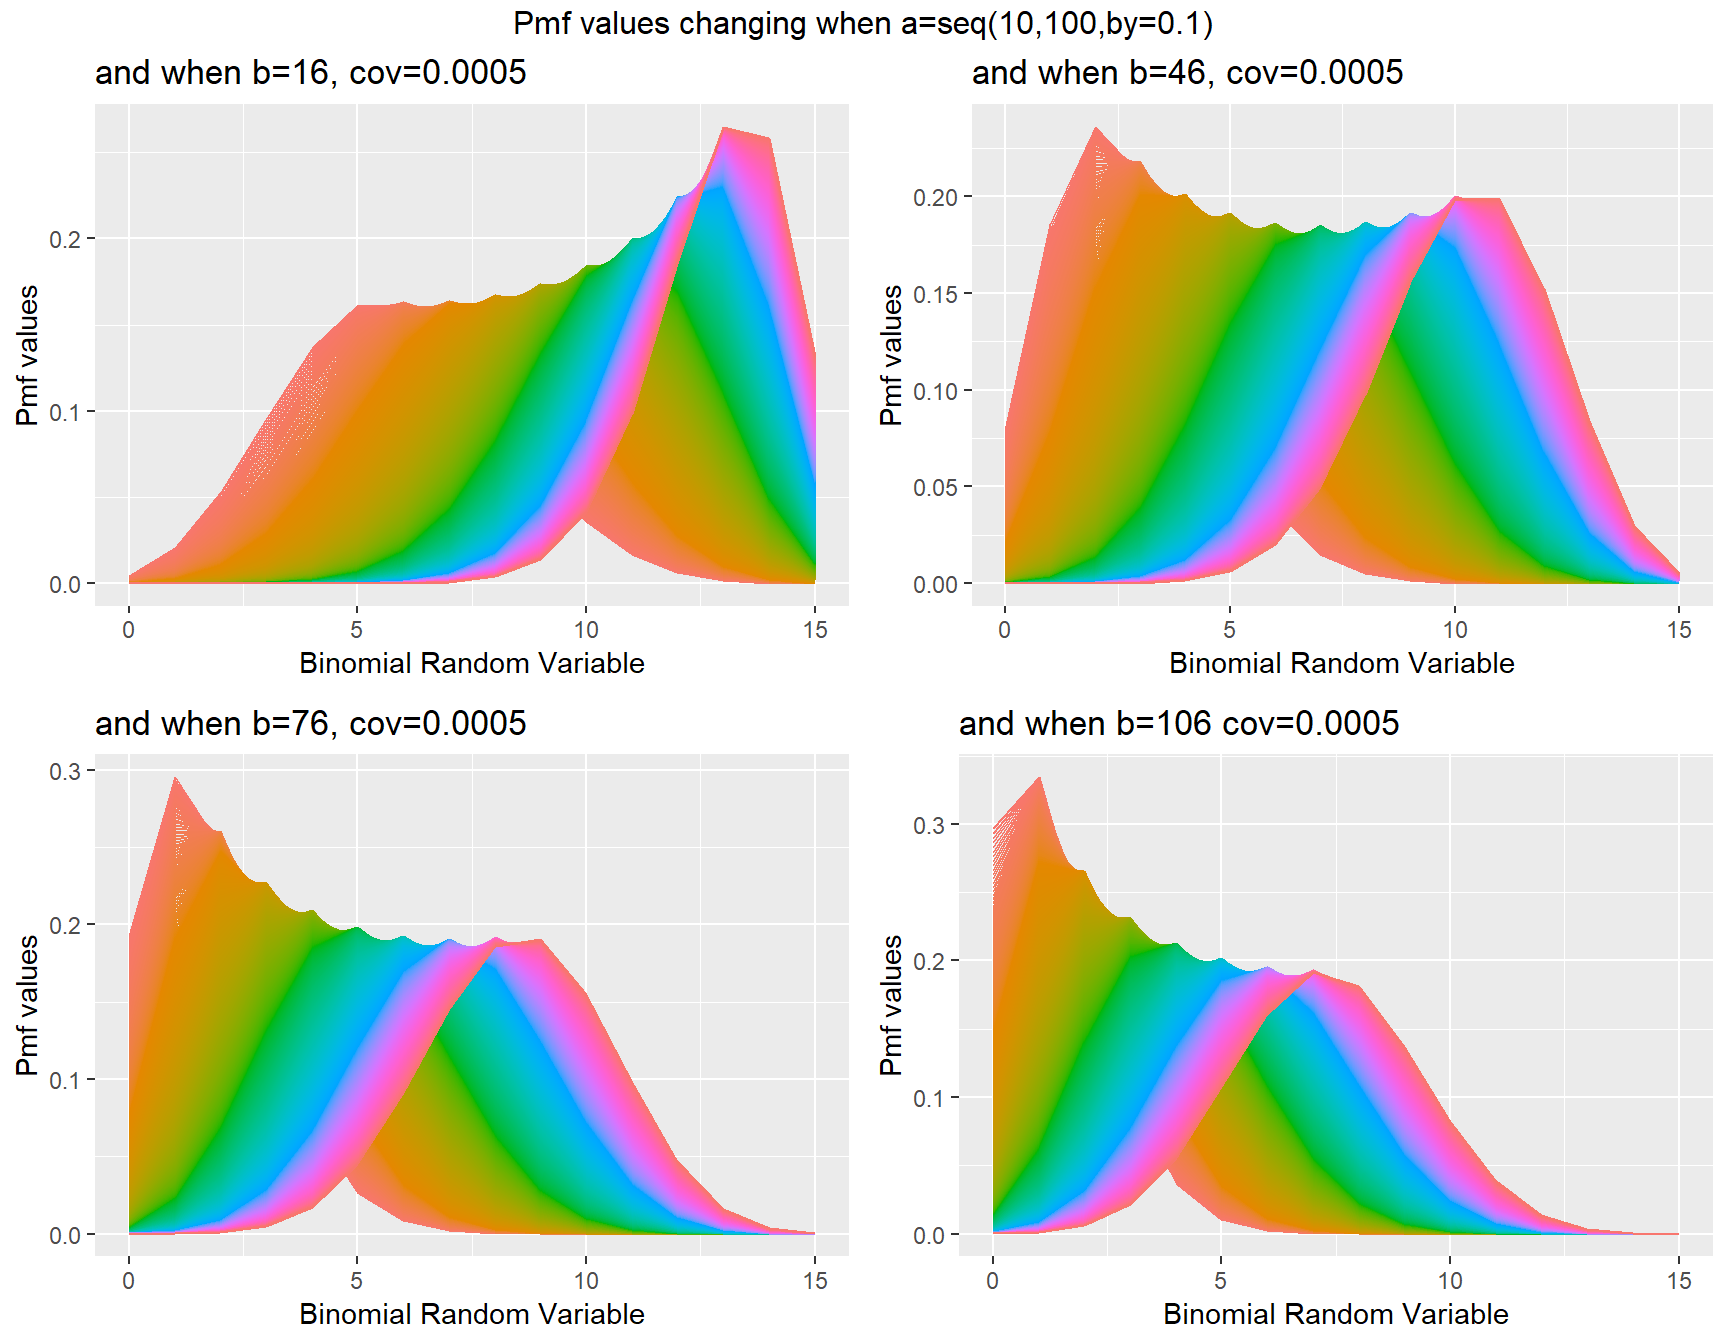 Pmf values changing when a=seq(10,100,by=0.1)
and when b=16, cov=0.0005
Pmf values
0.2
0.1
0.0
0 5 10 15
Binomial Random Variable
and when b=46, cov=0.0005
Pmf values
0.20
0.15
0.10
0.05
0.00
0 5 10 15
Binomial Random Variable
and when b=76, cov=0.0005
Pmf values
0.3
0.2
0.1
0.0
0 5 10 15
Binomial Random Variable
and when b=106 cov=0.0005
Pmf values
0.3
0.2
0.1
0.0
0 5 10 15
Binomial Random Variable